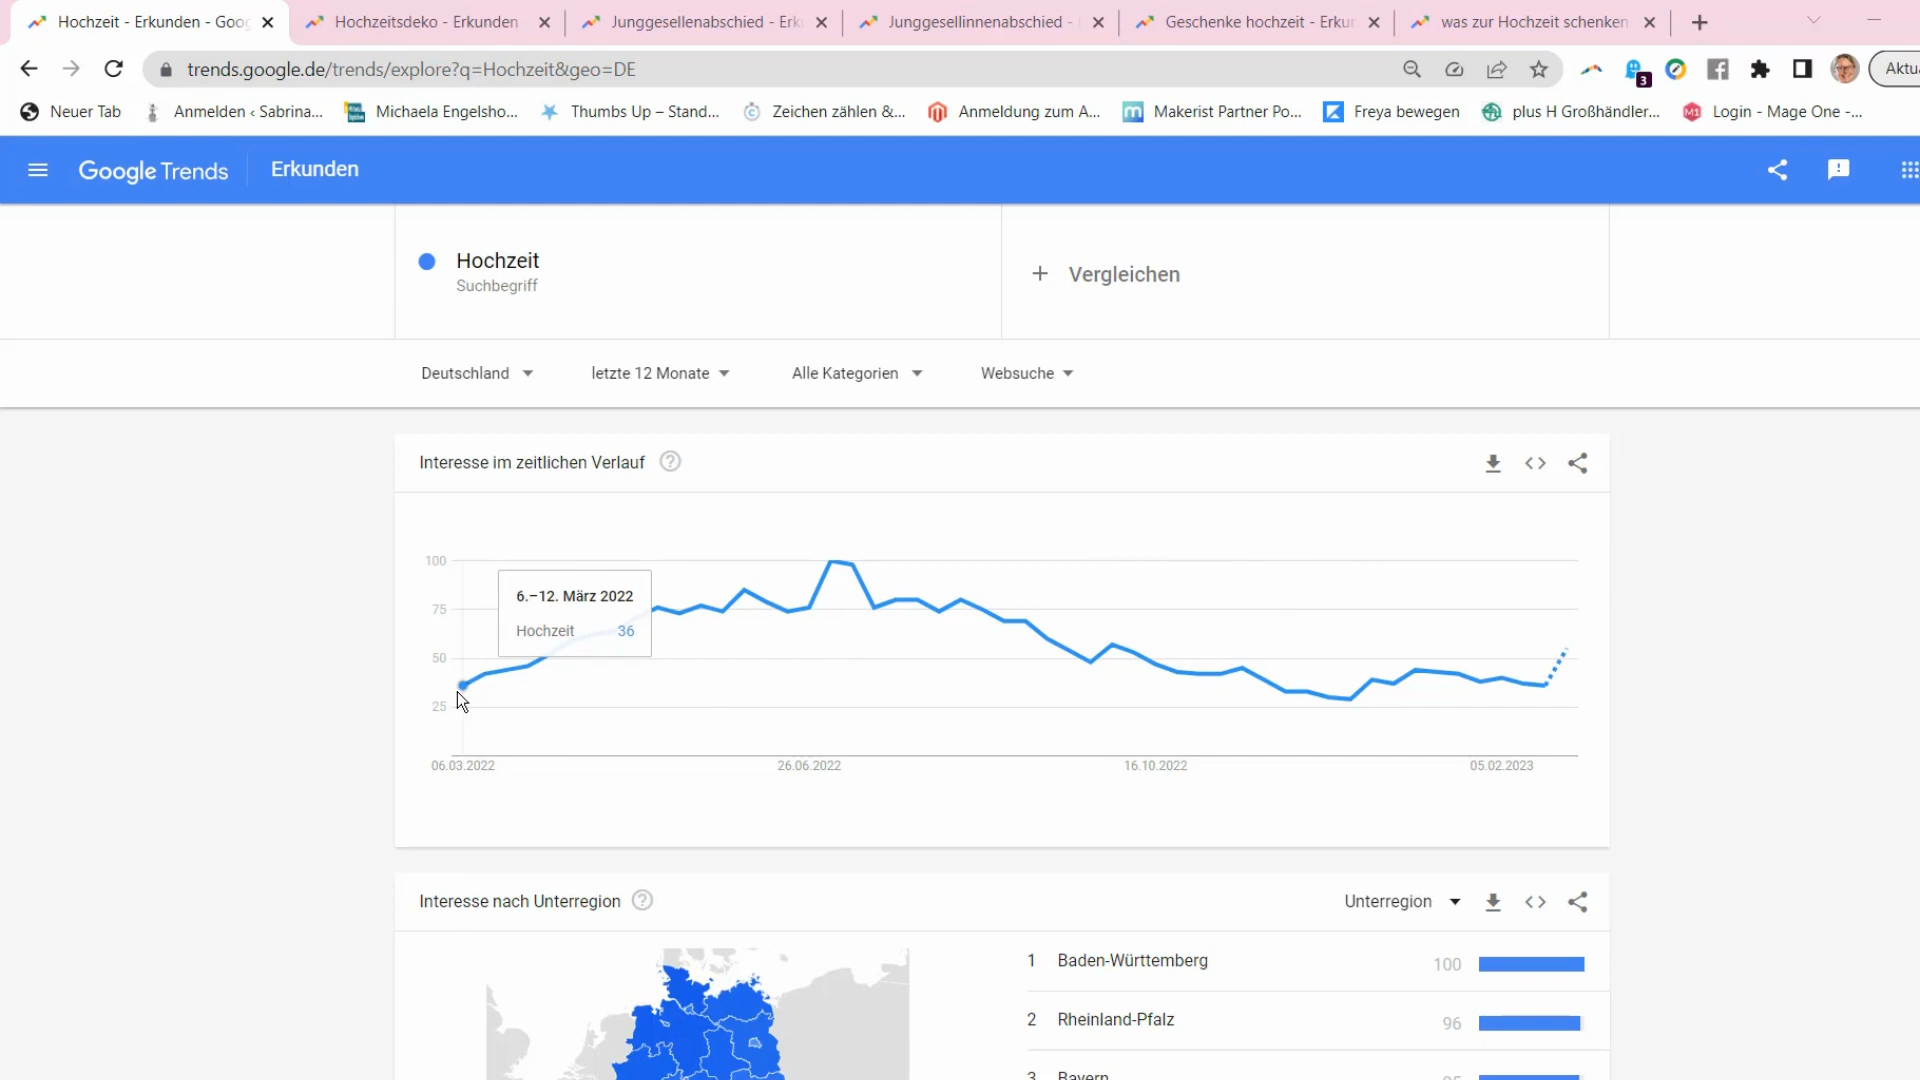 Hochzeit - Erkunden - Goog
Hochzeitsdeko - Erkunden
Junggesellenabschied - Erku
Junggesellinnenabschied -
Geschenke hochzeit - Erkun
was zur Hochzeit schenken
trends.google.de/trends/explore?q=Hochzeit&geo=DE
3
Aktu
Neuer Tab
Anmelden ‹ Sabrina...
Michaela Engelsho...
Thumbs Up – Stand...
Zeichen zählen &...
Anmeldung zum A...
Makerist Partner Po...
Freya bewegen
plus H Großhändler...
Login - Mage One -...
Google Trends
Erkunden
Hochzeit
Suchbegriff
+ Vergleichen
Deutschland
letzte 12 Monate
Alle Kategorien
Websuche
Interesse im zeitlichen Verlauf
100
75
50
25
6.–12. März 2022
Hochzeit 36
06.03.2022
26.06.2022
16.10.2022
05.02.2023
Interesse nach Unterregion
Unterregion
1 Baden-Württemberg 100
2 Rheinland-Pfalz 96
3 Bayern